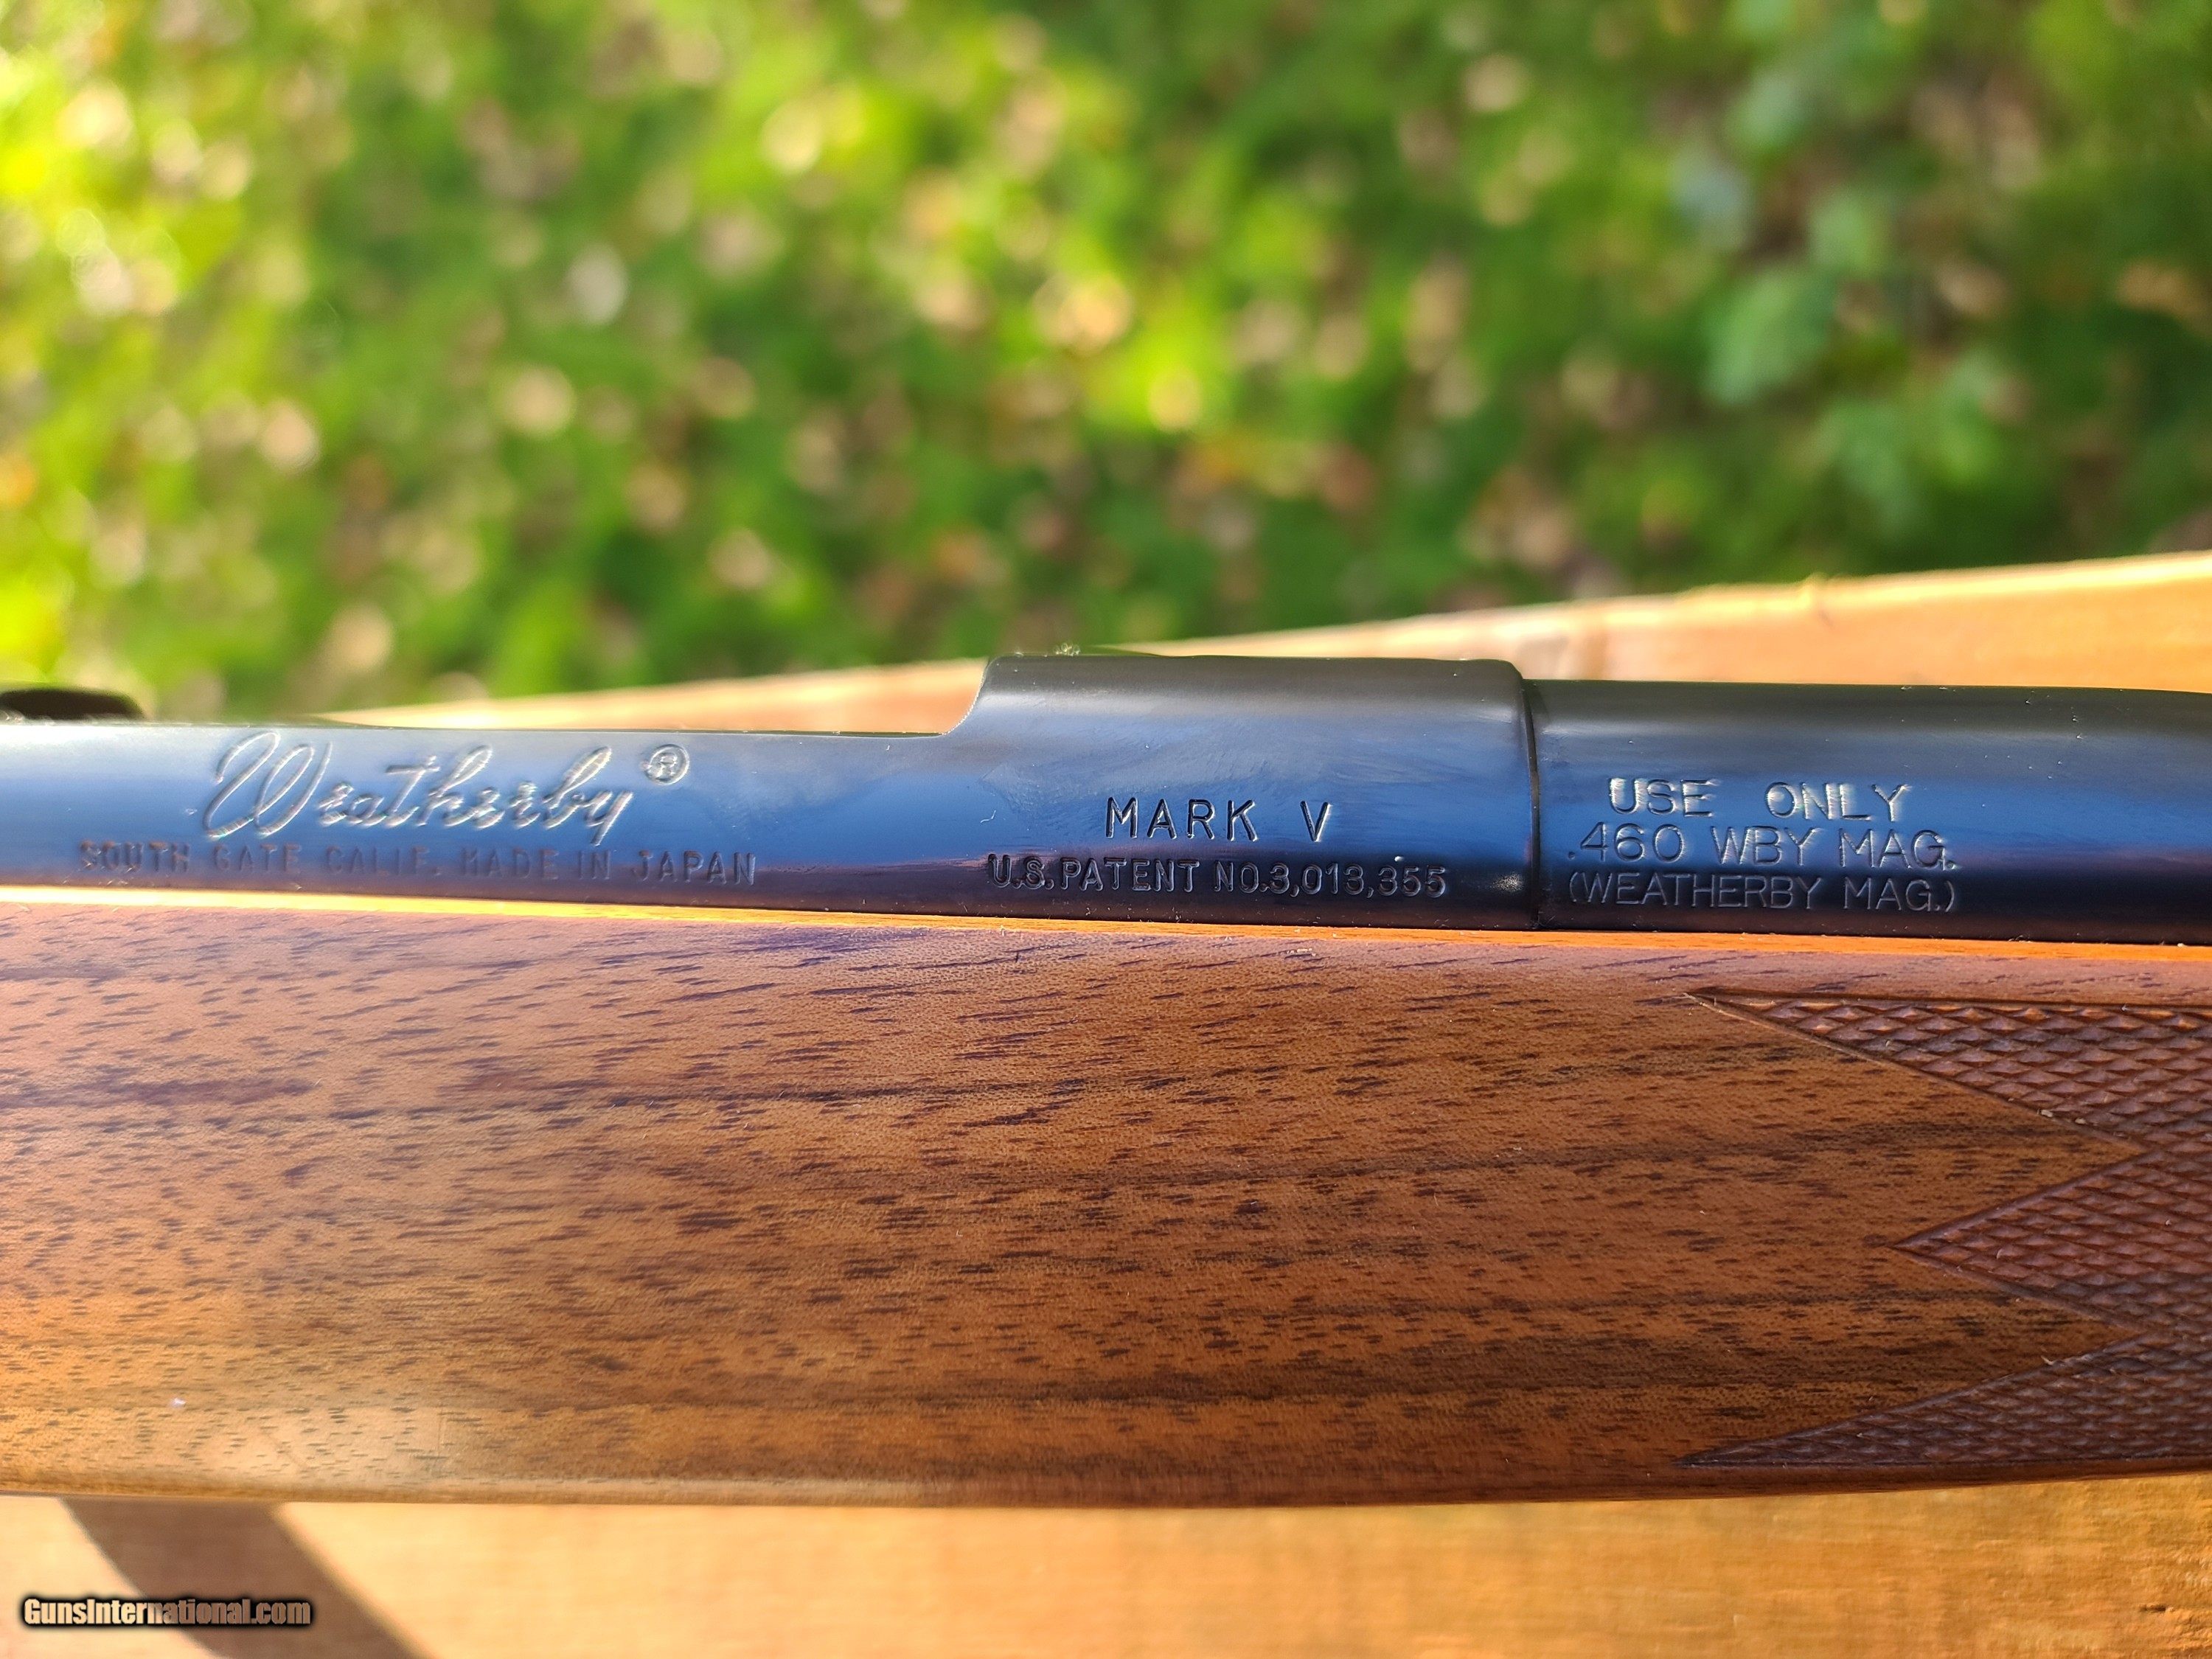 Weatherby®
SOUTH GATE CALIF. MADE IN JAPAN
MARK V
U.S. PATENT NO.3,013,355
USE ONLY
.460 WBY MAG.
(WEATHERBY MAG.)
GunsInternational.com